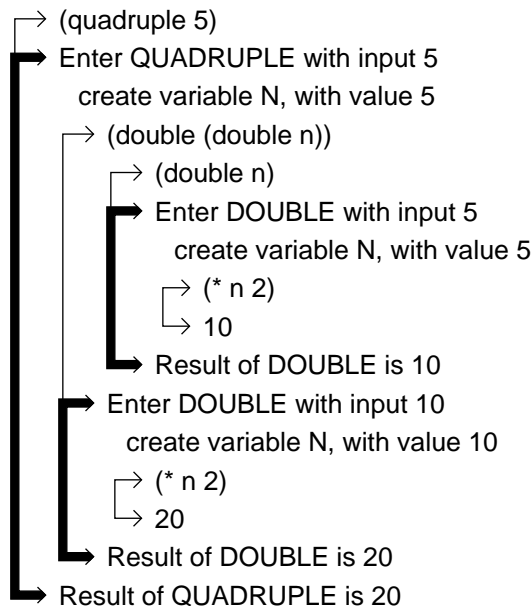 (quadruple 5)
Enter QUADRUPLE with input 5
create variable N, with value 5
(double (double n))
(double n)
Enter DOUBLE with input 5
create variable N, with value 5
(* n 2)
10
Result of DOUBLE is 10
Enter DOUBLE with input 10
create variable N, with value 10
(* n 2)
20
Result of DOUBLE is 20
Result of QUADRUPLE is 20